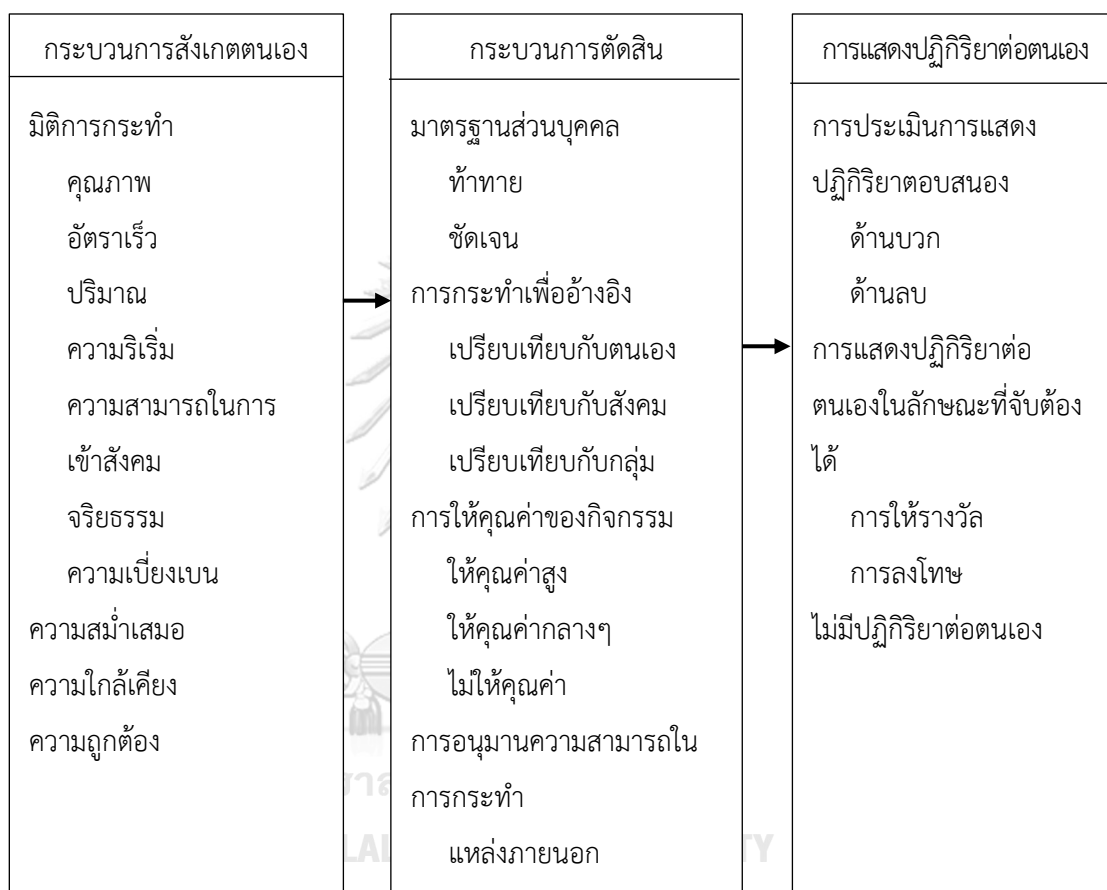 กระบวนการสังเกตตนเอง
มิติการกระทำ
คุณภาพ
อัตราเร็ว
ปริมาณ
ความริเริ่ม
ความสามารถในการ
เข้าสังคม
จริยธรรม
ความเบี่ยงเบน
ความสม่ำเสมอ
ความใกล้เคียง
ความถูกต้อง
กระบวนการตัดสิน
มาตรฐานส่วนบุคคล
ท้าทาย
ชัดเจน
การกระทำเพื่ออ้างอิง
เปรียบเทียบกับตนเอง
เปรียบเทียบกับสังคม
เปรียบเทียบกับกลุ่ม
การให้คุณค่าของกิจกรรม
ให้คุณค่าสูง
ให้คุณค่ากลางๆ
ไม่ให้คุณค่า
การอนุมานความสามารถใน
การกระทำ
แหล่งภายนอก
การแสดงปฏิกิริยาต่อตนเอง
การประเมินการแสดง
ปฏิกิริยาตอบสนอง
ด้านบวก
ด้านลบ
การแสดงปฏิกิริยาต่อ
ตนเองในลักษณะที่จับต้อง
ได้
การให้รางวัล
การลงโทษ
ไม่มีปฏิกิริยาต่อตนเอง